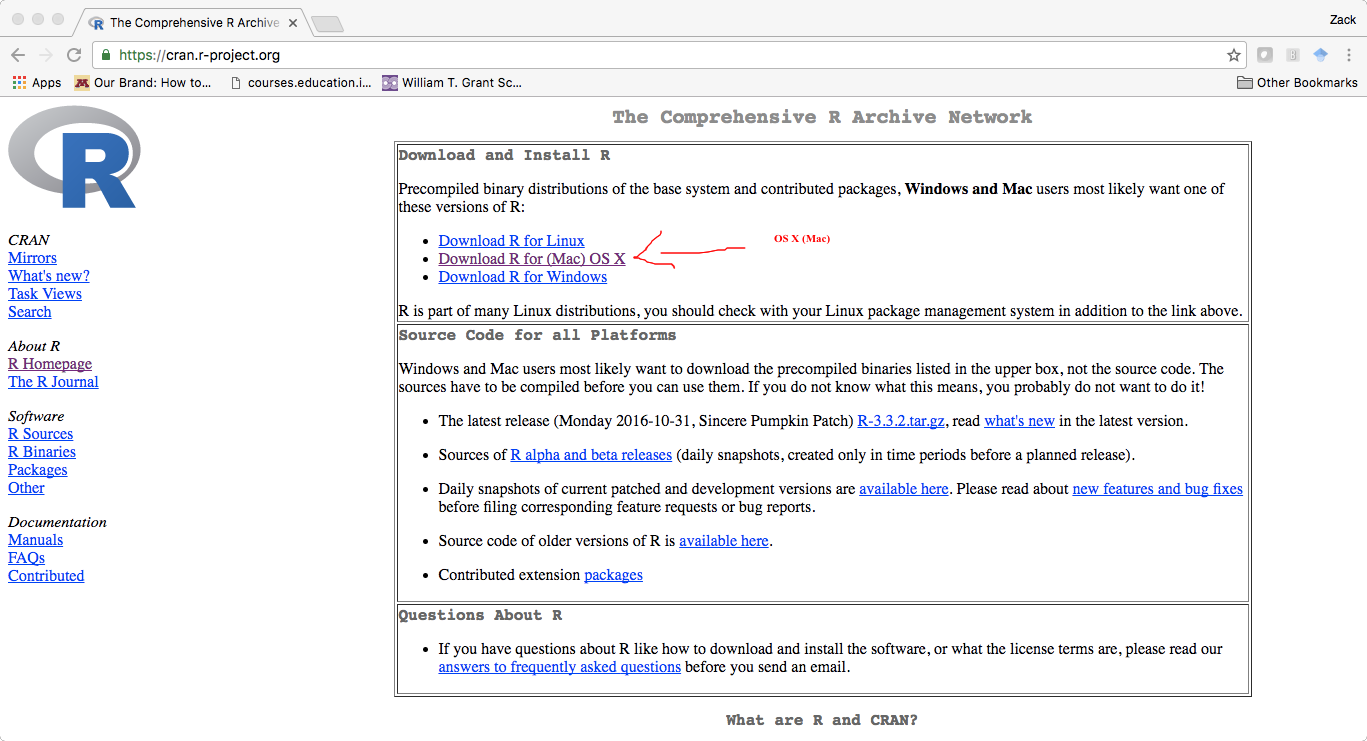 The Comprehensive R Archive
Zack
https://cran.r-project.org
Apps
Our Brand: How to...
courses.education.i...
William T. Grant Sc...
Other Bookmarks
R
CRAN
Mirrors
What's new?
Task Views
Search
About R
R Homepage
The R Journal
Software
R Sources
R Binaries
Packages
Other
Documentation
Manuals
FAQs
Contributed
The Comprehensive R Archive Network
Download and Install R
Precompiled binary distributions of the base system and contributed packages, Windows and Mac users most likely want one of
these versions of R:
Download R for Linux
Download R for (Mac) OS X
OS X (Mac)
Download R for Windows
R is part of many Linux distributions, you should check with your Linux package management system in addition to the link above.
Source Code for all Platforms
Windows and Mac users most likely want to download the precompiled binaries listed in the upper box, not the source code. The
sources have to be compiled before you can use them. If you do not know what this means, you probably do not want to do it!
The latest release (Monday 2016-10-31, Sincere Pumpkin Patch) R-3.3.2.tar.gz, read what's new in the latest version.
Sources of R alpha and beta releases (daily snapshots, created only in time periods before a planned release).
Daily snapshots of current patched and development versions are available here. Please read about new features and bug fixes
before filing corresponding feature requests or bug reports.
Source code of older versions of R is available here.
Contributed extension packages
Questions About R
If you have questions about R like how to download and install the software, or what the license terms are, please read our
answers to frequently asked questions before you send an email.
What are R and CRAN?